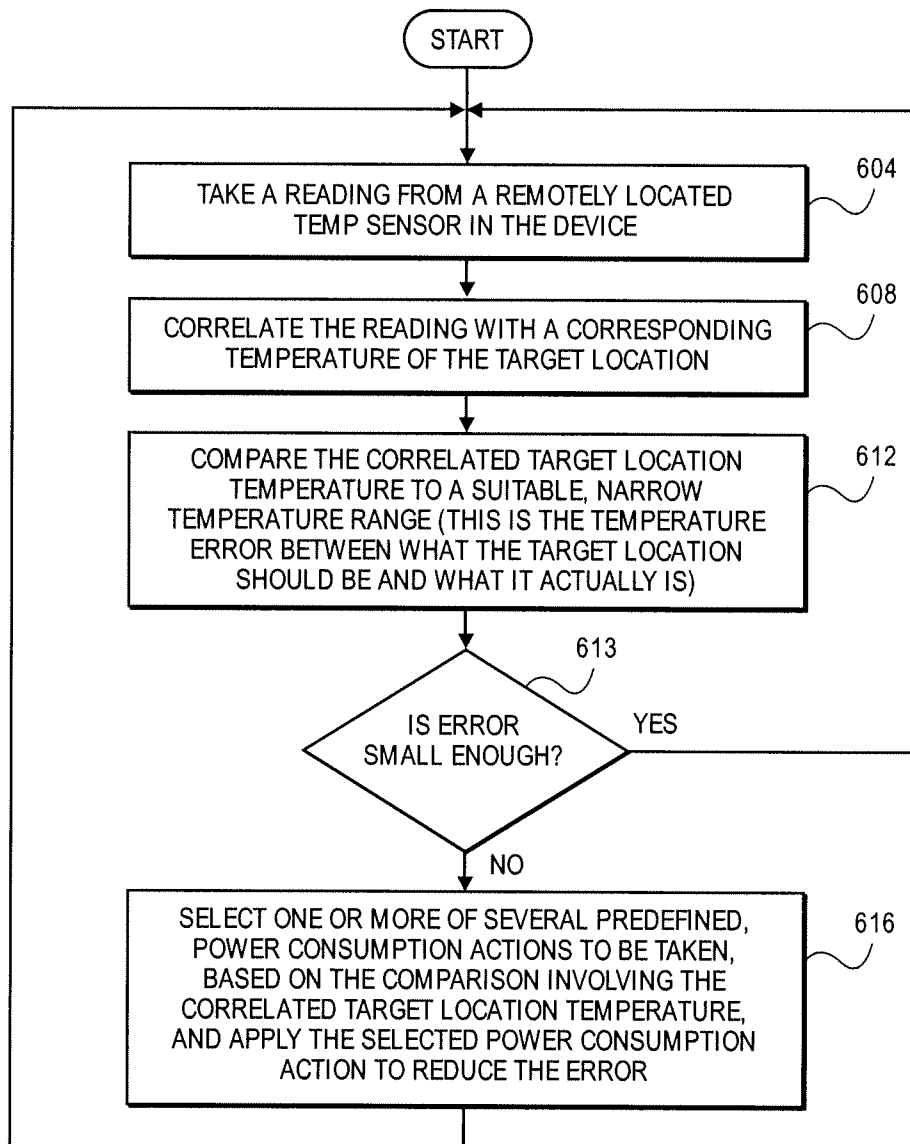 START
TAKE A READING FROM A REMOTELY LOCATED
TEMP SENSOR IN THE DEVICE
604
CORRELATE THE READING WITH A CORRESPONDING
TEMPERATURE OF THE TARGET LOCATION
608
COMPARE THE CORRELATED TARGET LOCATION
TEMPERATURE TO A SUITABLE, NARROW
TEMPERATURE RANGE (THIS IS THE TEMPERATURE
ERROR BETWEEN WHAT THE TARGET LOCATION
SHOULD BE AND WHAT IT ACTUALLY IS)
612
613
IS ERROR
SMALL ENOUGH?
YES
NO
SELECT ONE OR MORE OF SEVERAL PREDEFINED,
POWER CONSUMPTION ACTIONS TO BE TAKEN,
BASED ON THE COMPARISON INVOLVING THE
CORRELATED TARGET LOCATION TEMPERATURE,
AND APPLY THE SELECTED POWER CONSUMPTION
ACTION TO REDUCE THE ERROR
616